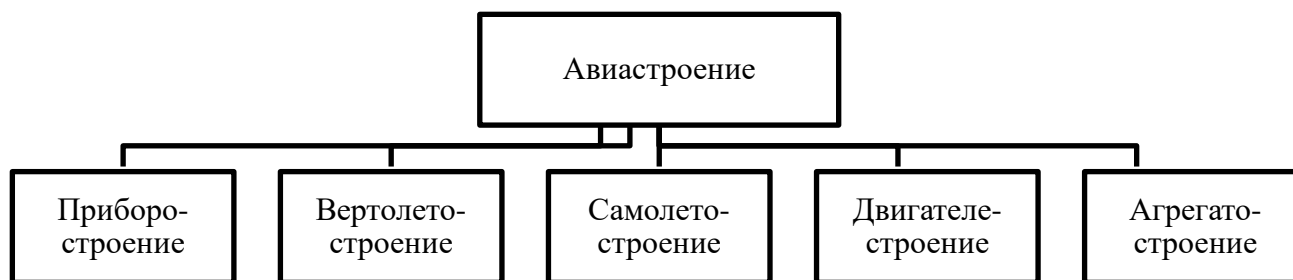 Авиастроение
Приборо-
строение
Вертолето-
строение
Самолето-
строение
Двигателе-
строение
Агрегато-
строение